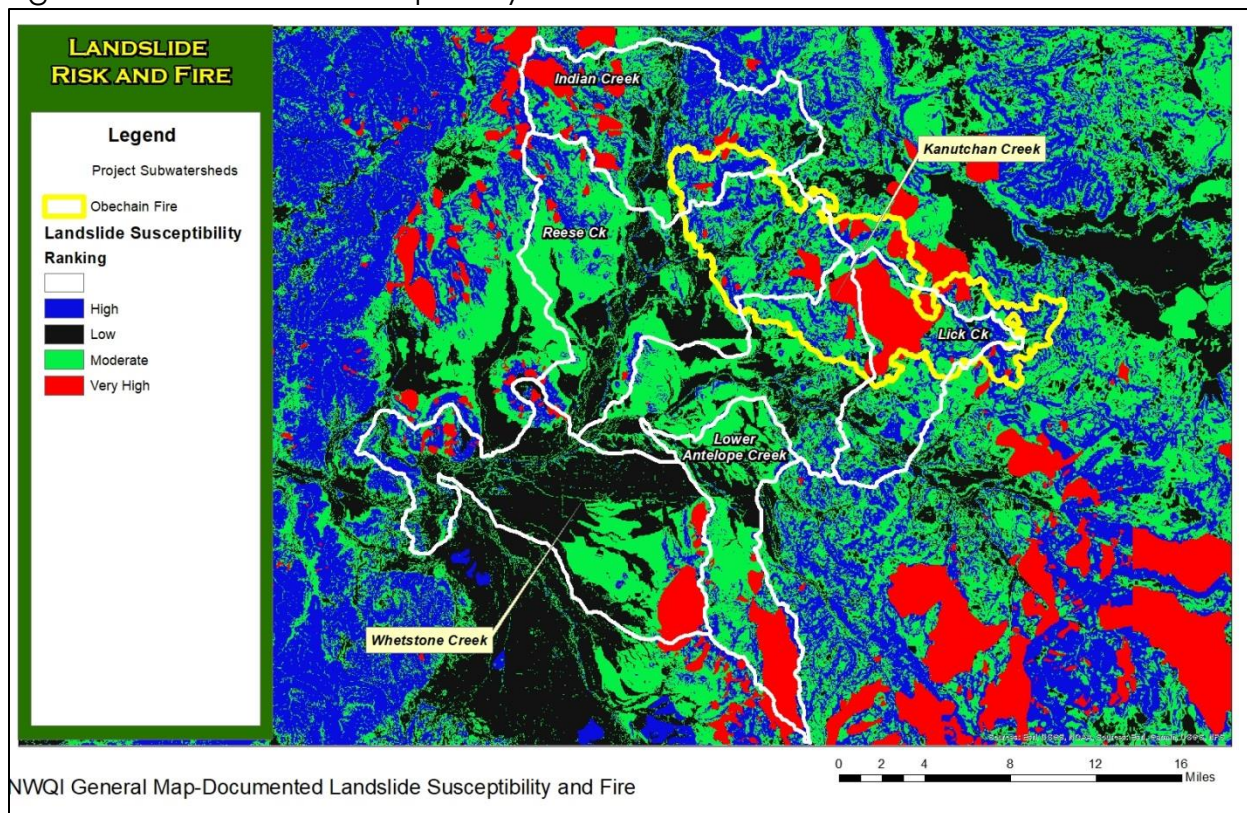 LANDSLIDE
RISK AND FIRE
Legend
Project Subwatersheds
Obechain Fire
Landslide Susceptibility
Ranking
High
Low
Moderate
Very High
Indian Creek
Kanutchan Creek
Reese Ck
Lick Ck
Lower
Antelope Creek
Whetstone Creek
NWQI General Map-Documented Landslide Susceptibility and Fire
0 2 4 8 12 16
Miles